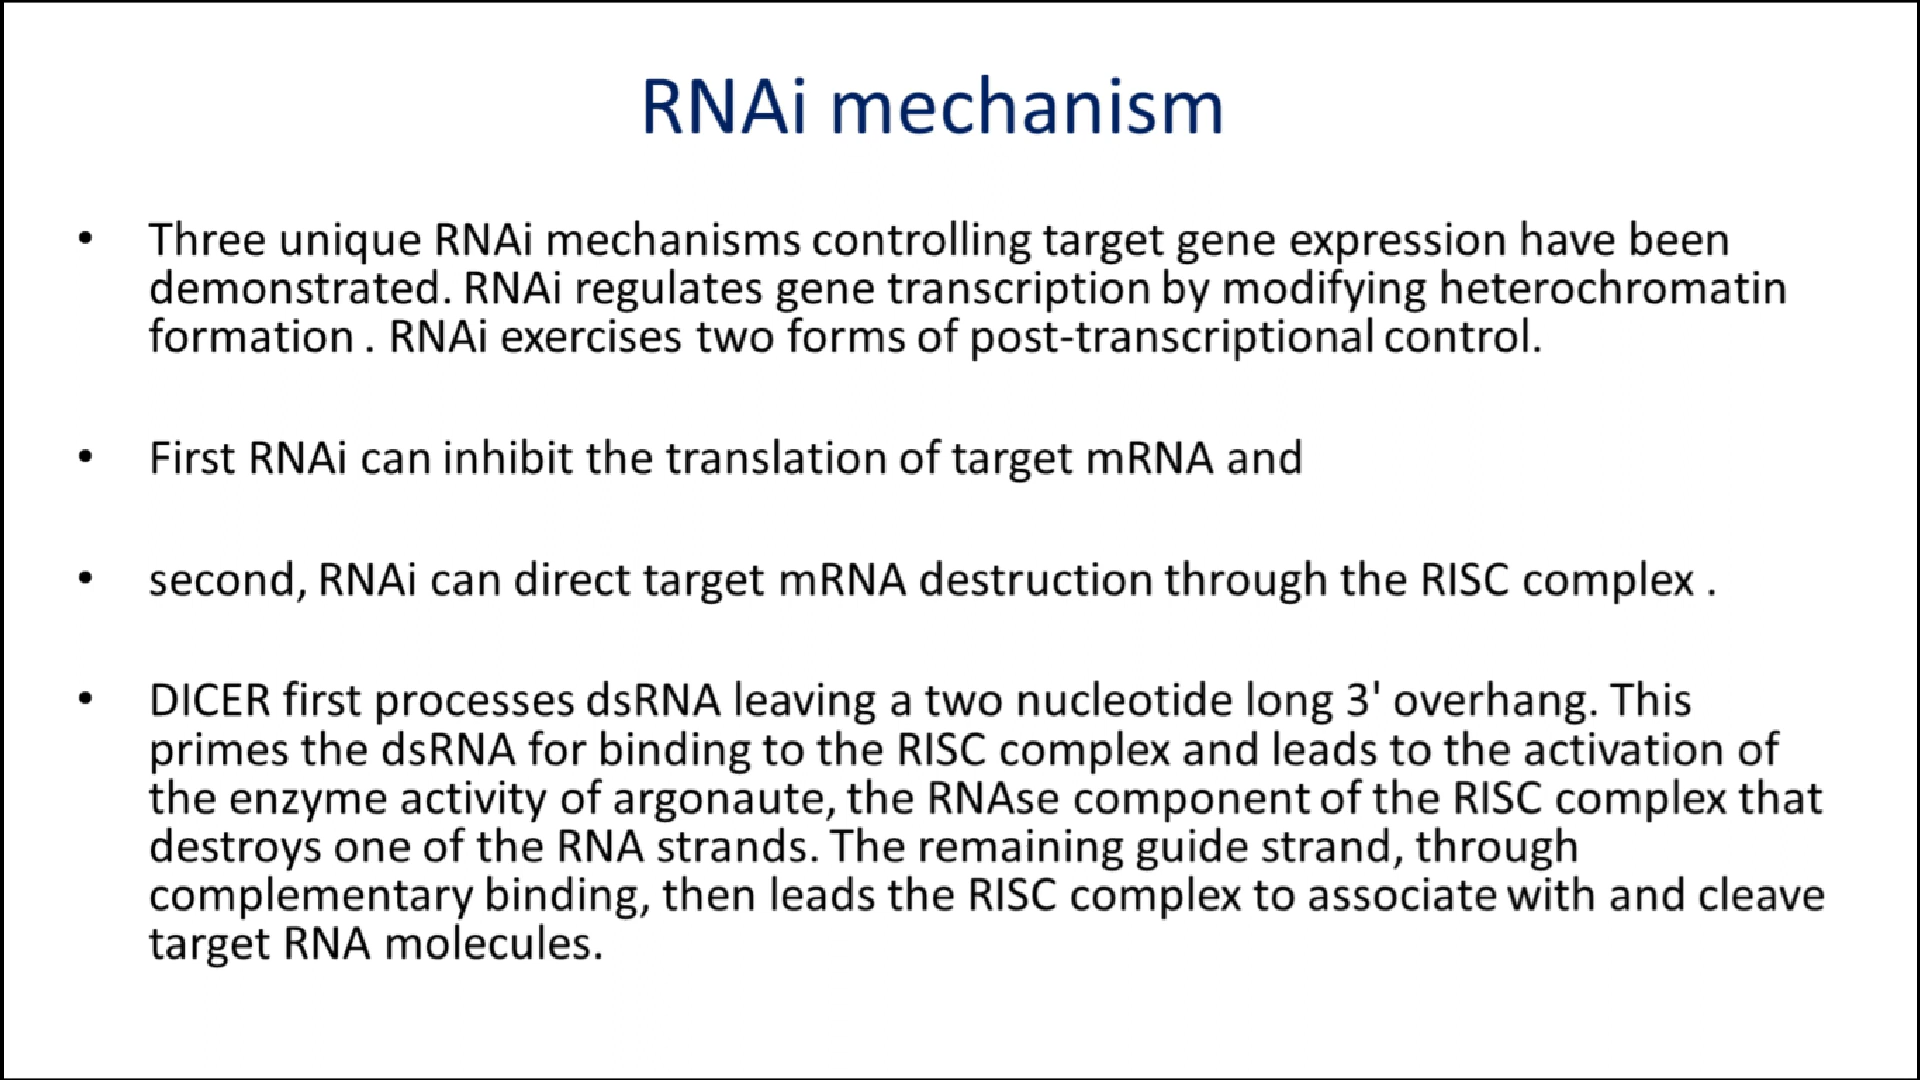 RNAi mechanism
• Three unique RNAi mechanisms controlling target gene expression have been
demonstrated. RNAi regulates gene transcription by modifying heterochromatin
formation . RNAi exercises two forms of post-transcriptional control.
• First RNAi can inhibit the translation of target mRNA and
• second, RNAi can direct target mRNA destruction through the RISC complex .
• DICER first processes dsRNA leaving a two nucleotide long 3' overhang. This
primes the dsRNA for binding to the RISC complex and leads to the activation of
the enzyme activity of argonaute, the RNAse component of the RISC complex that
destroys one of the RNA strands. The remaining guide strand, through
complementary binding, then leads the RISC complex to associate with and cleave
target RNA molecules.